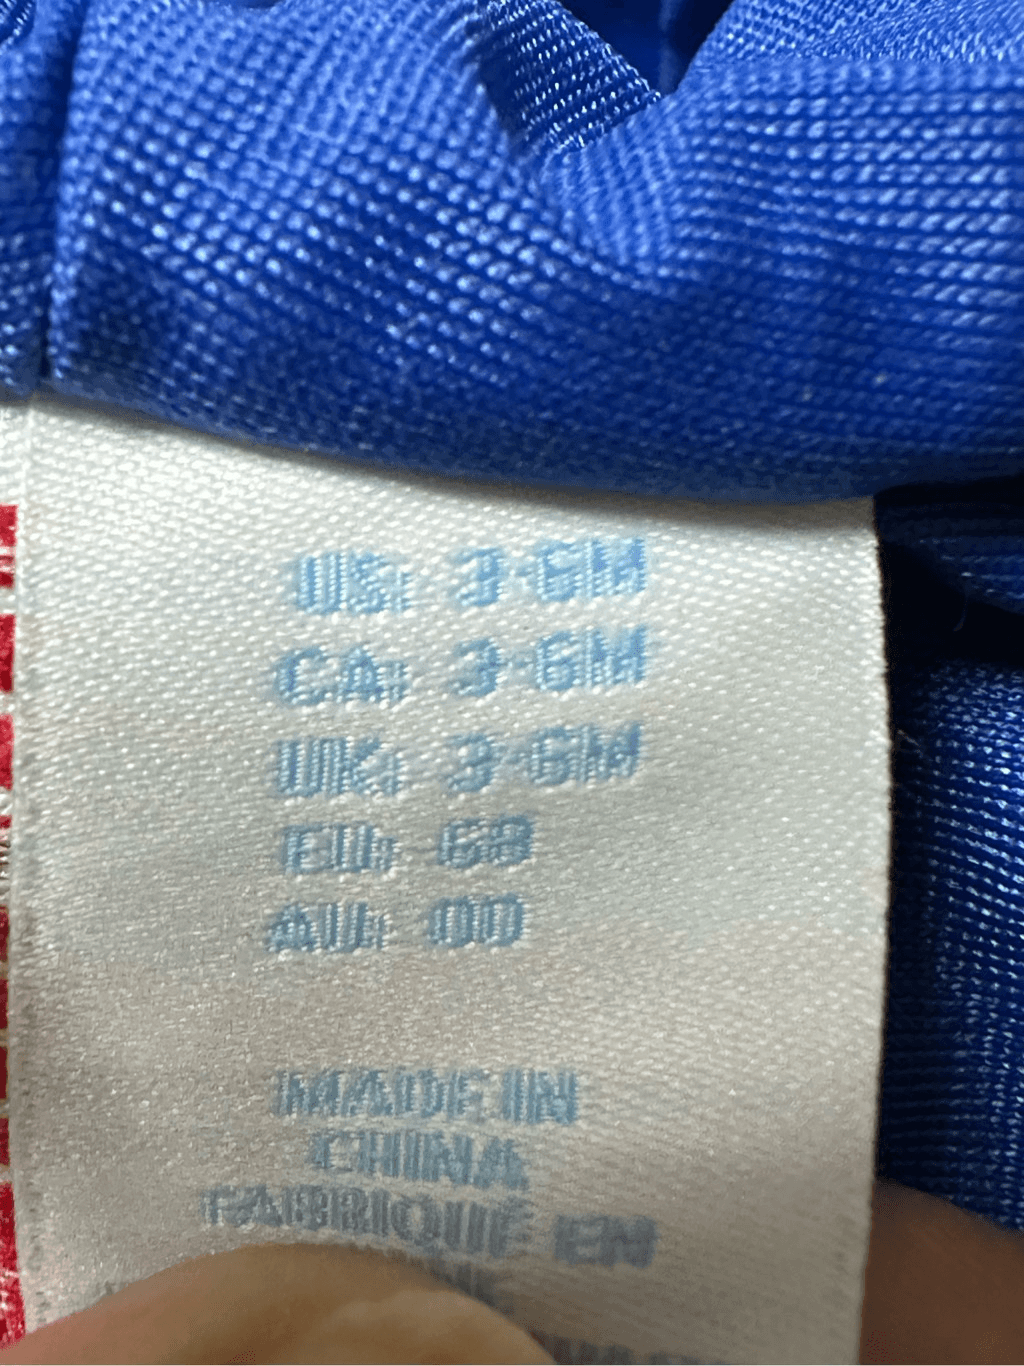 US: 3-6M
CA: 3-6M
UK: 3-6M
EU: 68
AU: 00
MADE IN
CHINA
FABRIQUÉ EN